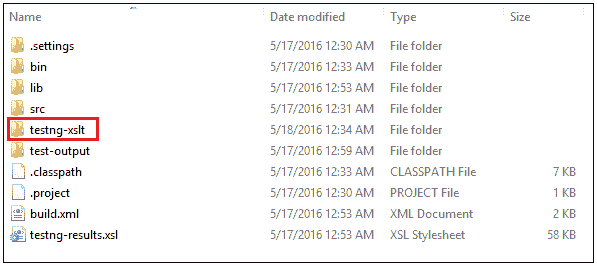 Name Date modified Type Size
.settings 5/17/2016 12:30 AM File folder
bin 5/17/2016 12:33 AM File folder
lib 5/17/2016 12:53 AM File folder
src 5/17/2016 12:31 AM File folder
testng-xslt 5/18/2016 12:34 AM File folder
test-output 5/17/2016 12:59 AM File folder
.classpath 5/17/2016 12:33 AM CLASSPATH File 7 KB
.project 5/17/2016 12:30 AM PROJECT File 1 KB
build.xml 5/17/2016 12:53 AM XML Document 2 KB
testng-results.xsl 5/17/2016 12:53 AM XSL Stylesheet 58 KB